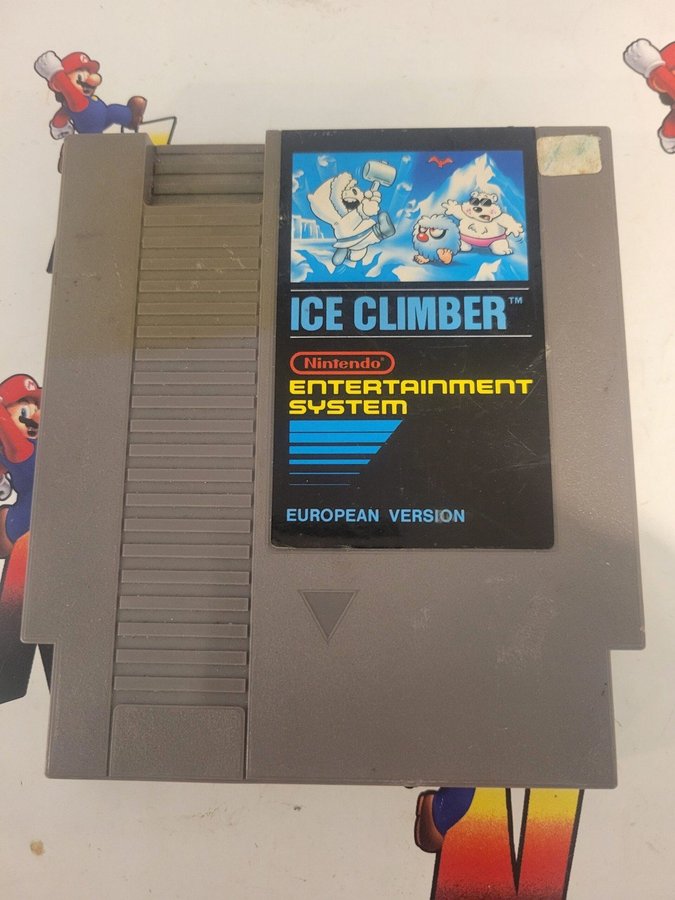 ICE CLIMBER™
Nintendo®
ENTERTAINMENT
SYSTEM
EUROPEAN VERSION